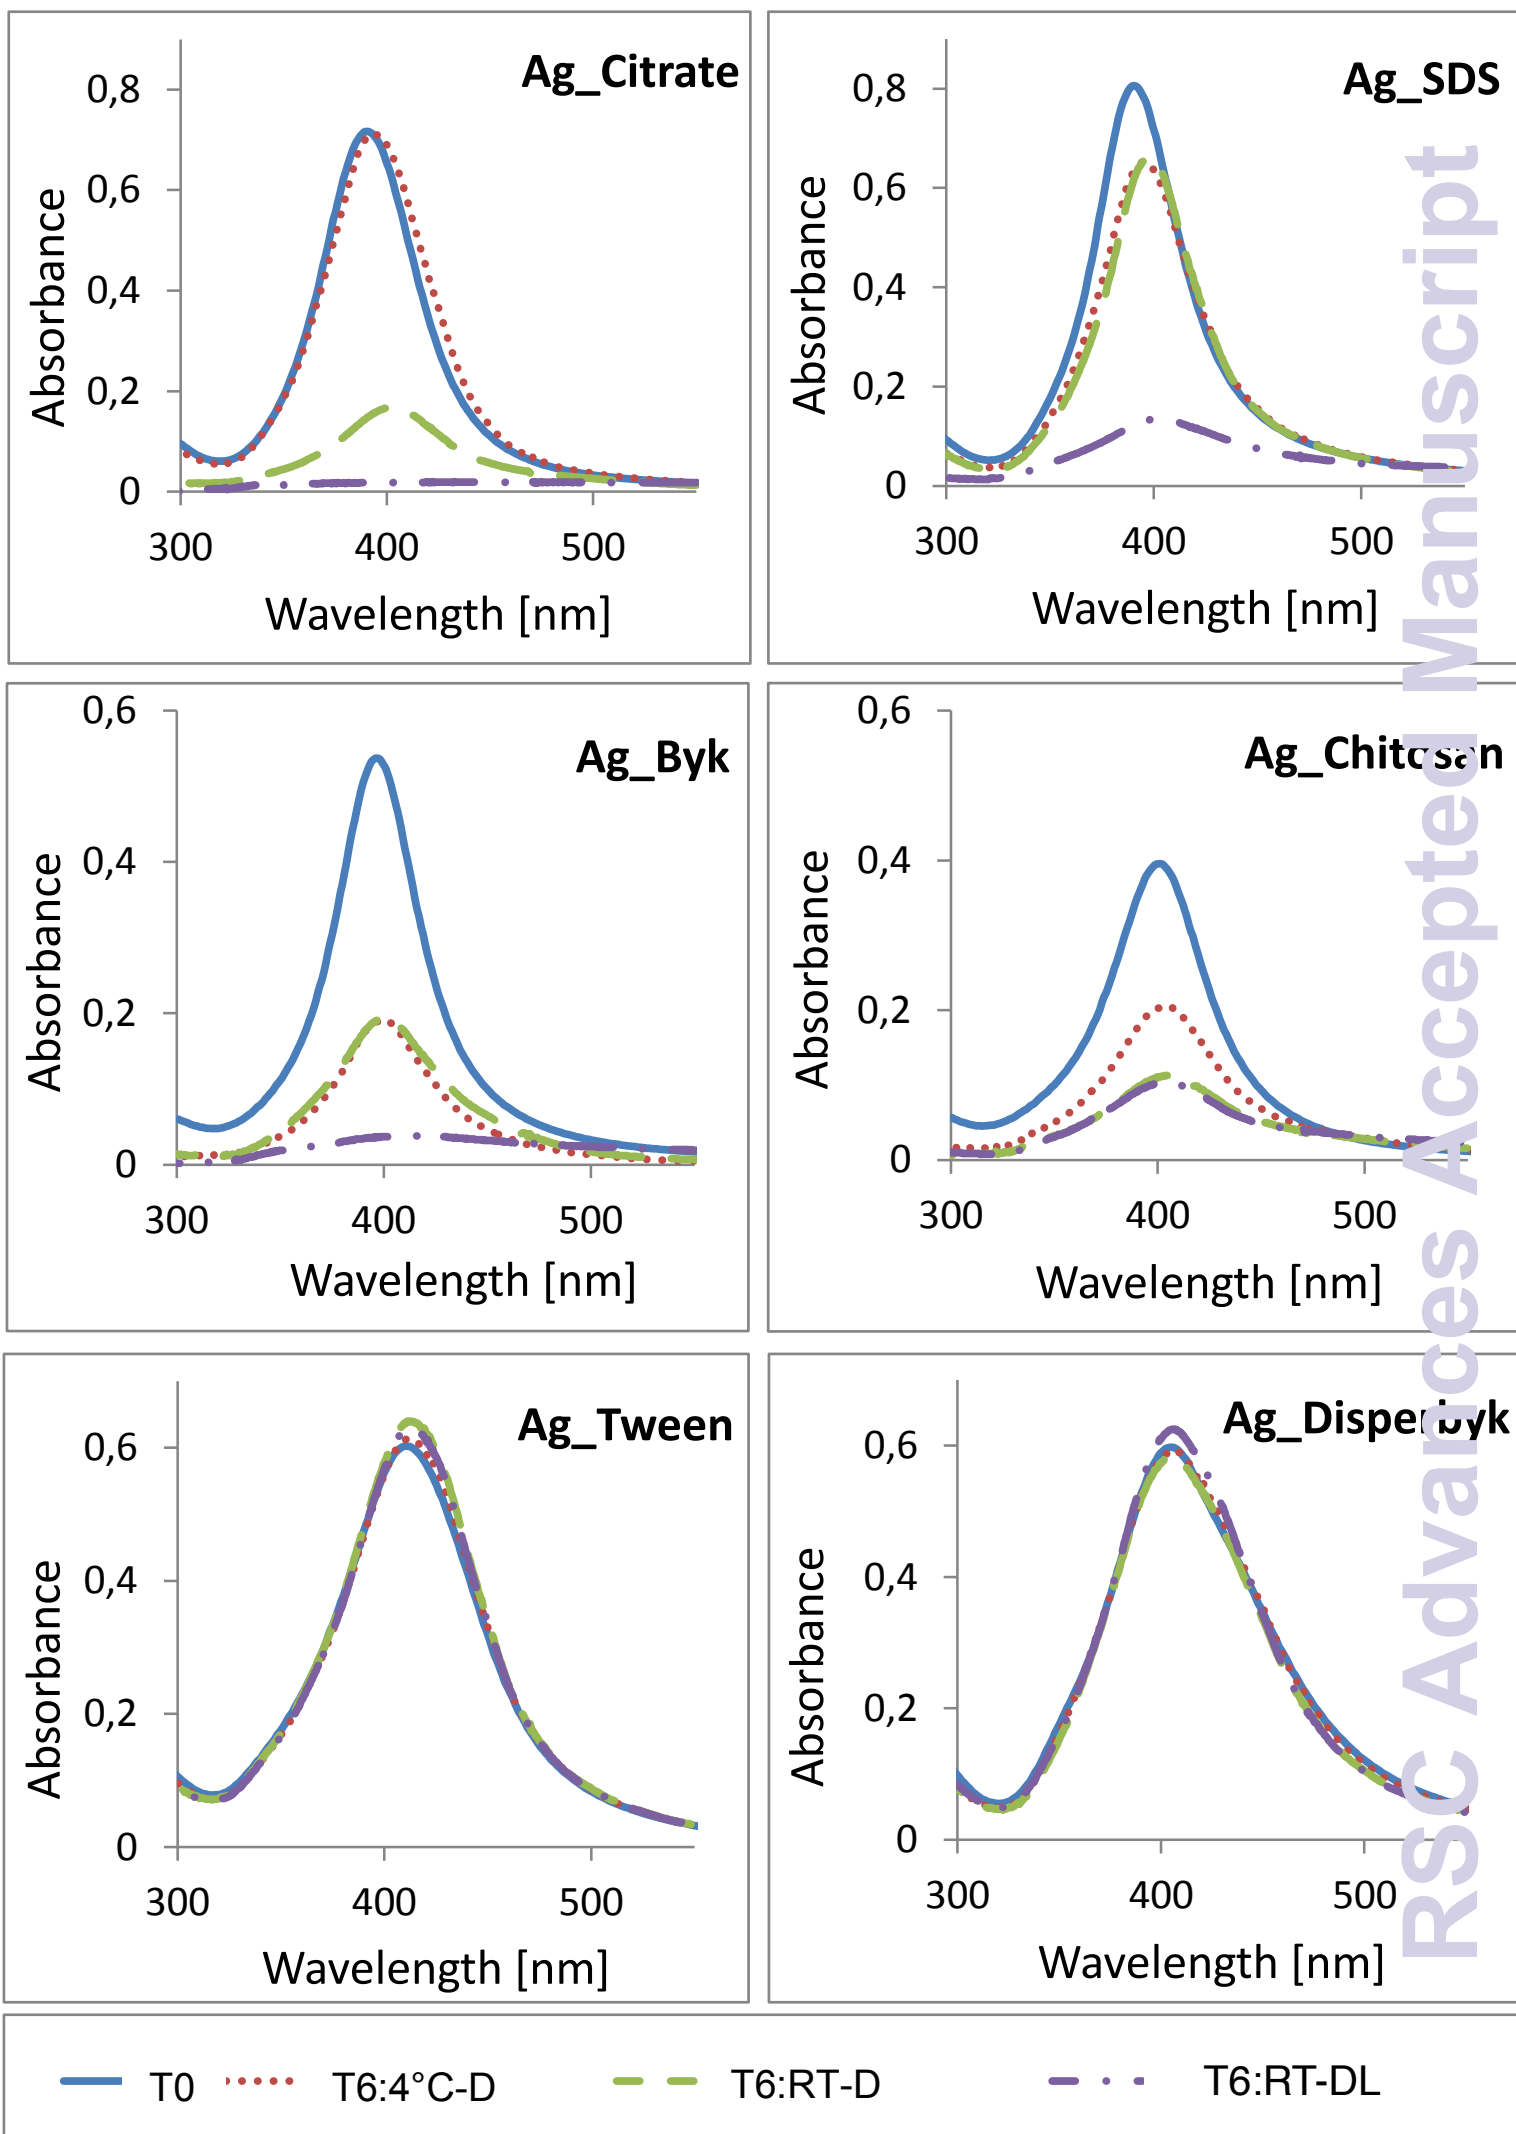 Ag_Citrate
0,8
0,6
0,4
0,2
0
300 400 500
Absorbance
Wavelength [nm]
Ag_SDS
0,8
0,6
0,4
0,2
0
300 400 500
Absorbance
Wavelength [nm]
Ag_Byk
0,6
0,4
0,2
0
300 400 500
Absorbance
Wavelength [nm]
Ag_Chitosan
0,6
0,4
0,2
0
300 400 500
Absorbance
Wavelength [nm]
Ag_Tween
0,6
0,4
0,2
0
300 400 500
Absorbance
Wavelength [nm]
Ag_Disperbyk
0,6
0,4
0,2
0
300 400 500
Absorbance
Wavelength [nm]
T0 T6:4°C-D T6:RT-D T6:RT-DL
RSC Advances Accepted Manuscript